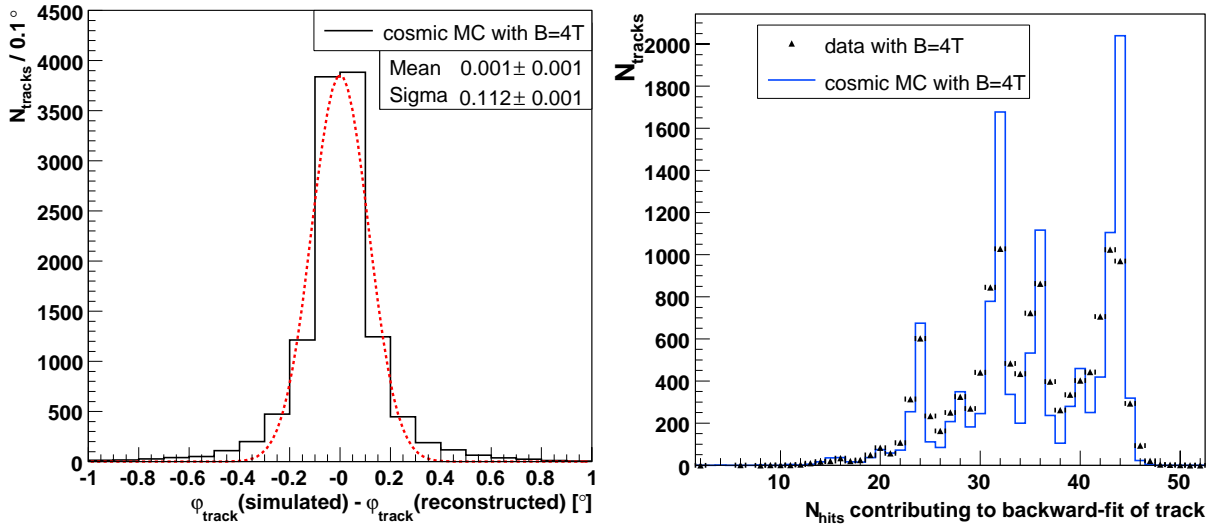 N_tracks / 0.1°
5000
4500
4000
3500
3000
2500
2000
1500
1000
500
0
cosmic MC with B=4T
Mean 0.001± 0.001
Sigma 0.112± 0.001
-1 -0.8 -0.6 -0.4 -0.2 -0 0.2 0.4 0.6 0.8 1
φ_track(simulated) - φ_track(reconstructed) [°]
N_tracks
2000
1800
1600
1400
1200
1000
800
600
400
200
0
data with B=4T
cosmic MC with B=4T
10 20 30 40 50
N_hits contributing to backward-fit of track